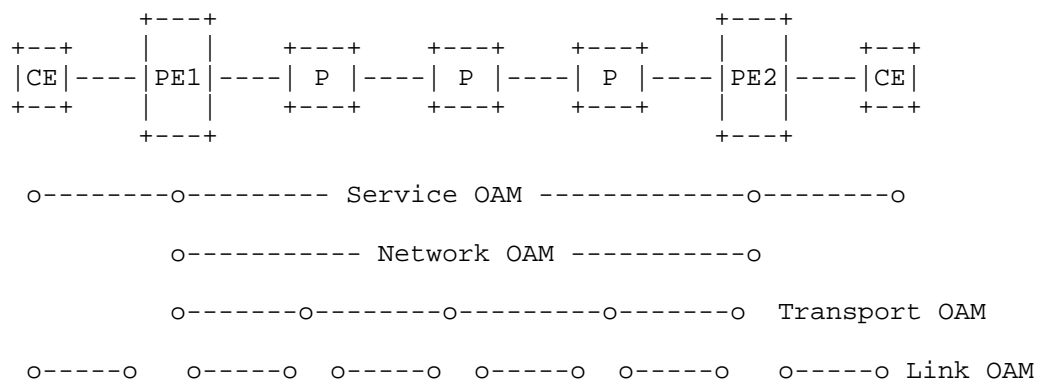 +---+ +---+
+--+ | | +---+ +---+ +---+ | | +--+
|CE|----|PE1|----| P |----| P |----| P |----|PE2|----|CE|
+--+ | | +---+ +---+ +---+ | | +--+
+---+ +---+
o--------o--------- Service OAM -------------o--------o
o----------- Network OAM -----------o
o-------o--------o---------o-------o Transport OAM
o-----o o-----o o-----o o-----o o-----o o-----o Link OAM